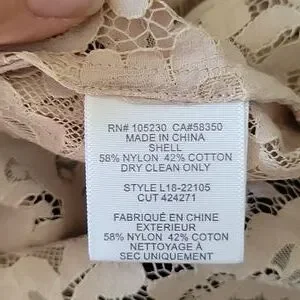 RN# 105230 CA#58350
MADE IN CHINA
SHELL
58% NYLON 42% COTTON
DRY CLEAN ONLY
STYLE L18-22105
CUT 424271
FABRIQUÉ EN CHINE
EXTERIEUR
58% NYLON 42% COTON
NETTOYAGE À
SEC UNIQUEMENT